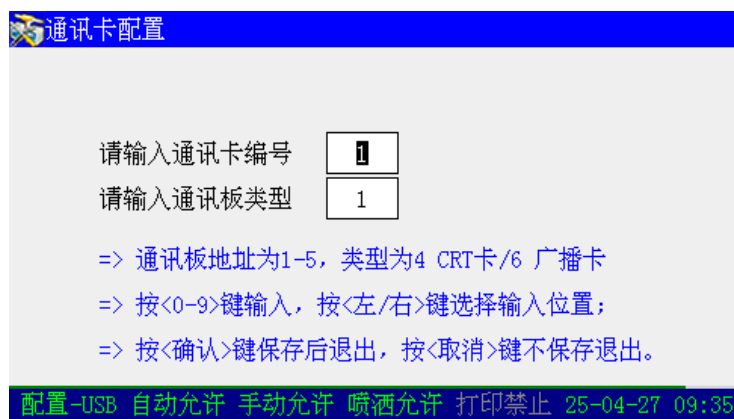 通讯卡配置
请输入通讯卡编号 1
请输入通讯板类型 1
=> 通讯板地址为1-5，类型为4 CRT卡/6 广播卡
=> 按<0-9>键输入，按<左/右>键选择输入位置；
=> 按<确认>键保存后退出，按<取消>键不保存退出。
配置-USB 自动允许 手动允许 喷洒允许 打印禁止 25-04-27 09:35